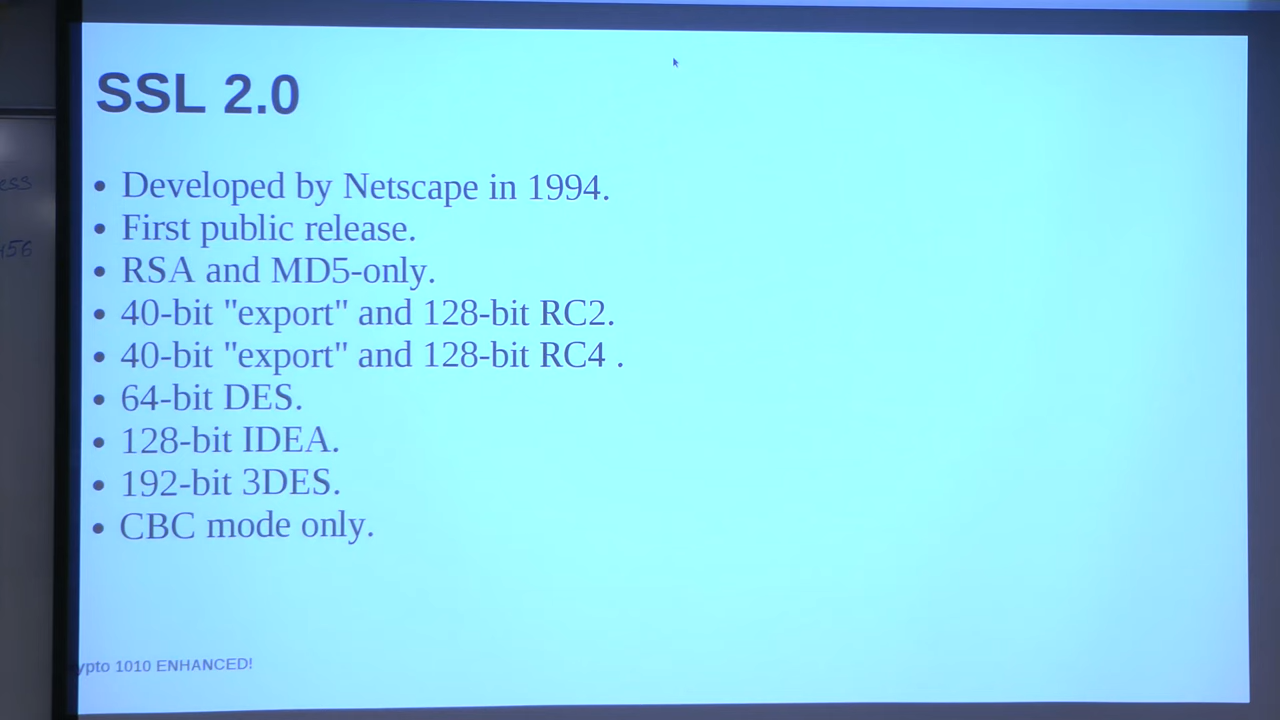 SSL 2.0
• Developed by Netscape in 1994.
• First public release.
• RSA and MD5-only.
• 40-bit "export" and 128-bit RC2.
• 40-bit "export" and 128-bit RC4 .
• 64-bit DES.
• 128-bit IDEA.
• 192-bit 3DES.
• CBC mode only.
ypto 1010 ENHANCED!